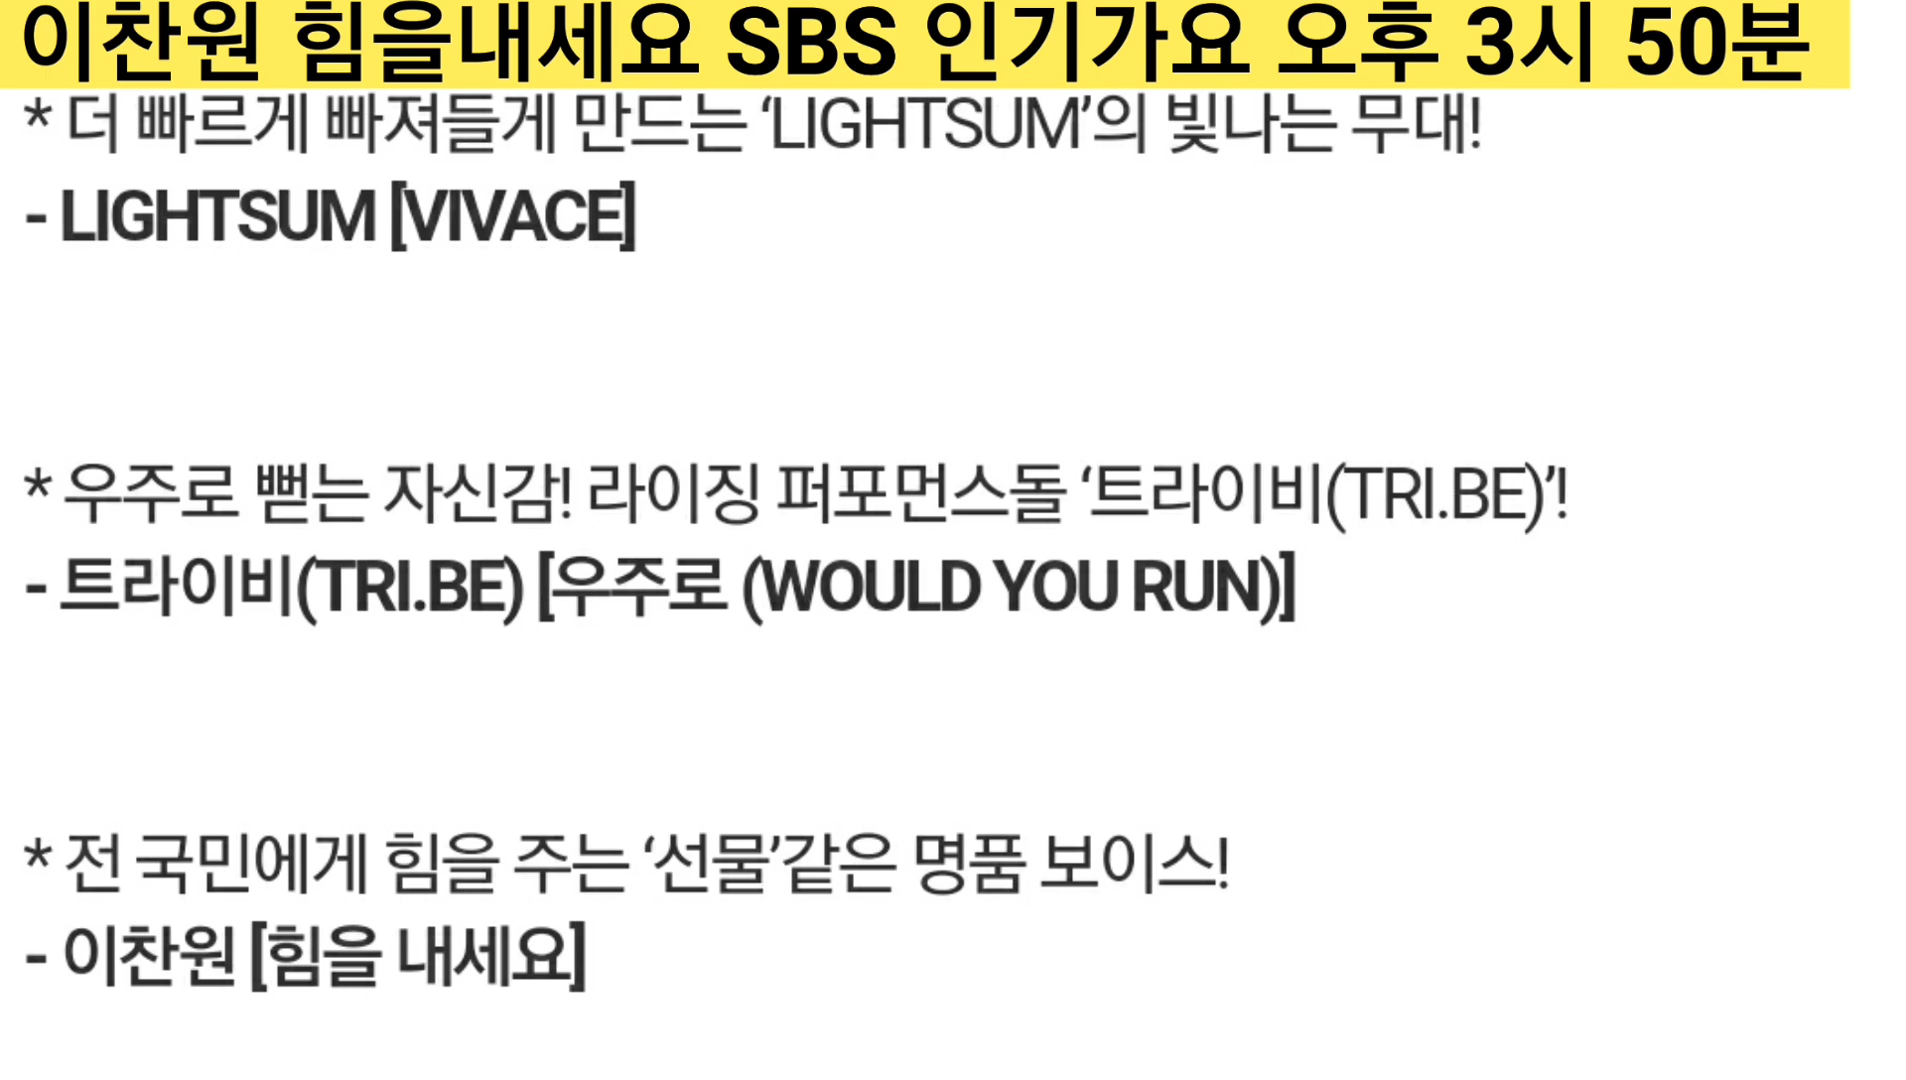 이찬원 힘을내세요 SBS 인기가요 오후 3시 50분
* 더 빠르게 빠져들게 만드는 ‘LIGHTSUM’의 빛나는 무대!
- LIGHTSUM [VIVACE]
* 우주로 뻗는 자신감! 라이징 퍼포먼스돌 ‘트라이비(TRI.BE)’!
- 트라이비(TRI.BE) [우주로 (WOULD YOU RUN)]
* 전 국민에게 힘을 주는 ‘선물’같은 명품 보이스!
- 이찬원 [힘을 내세요]